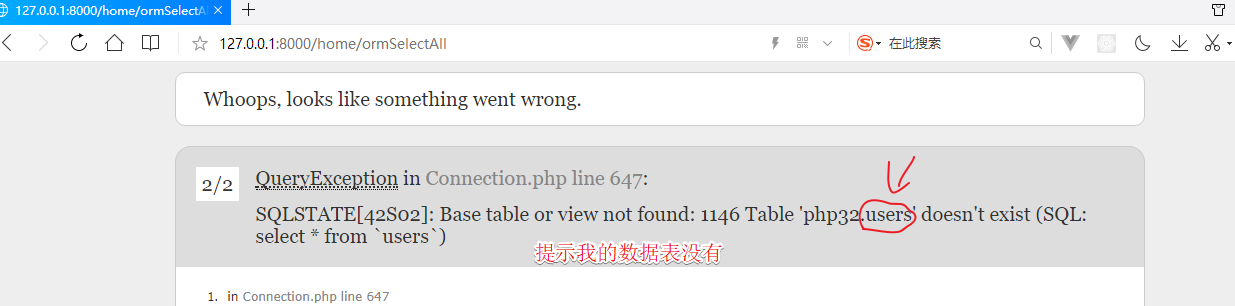 127.0.0.1:8000/home/ormSelectAl
127.0.0.1:8000/home/ormSelectAll
在此搜索
Whoops, looks like something went wrong.
2/2
QueryException in Connection.php line 647:
SQLSTATE[42S02]: Base table or view not found: 1146 Table 'php32.users' doesn't exist (SQL:
select * from `users`)
提示我的数据表没有
1. in Connection.php line 647